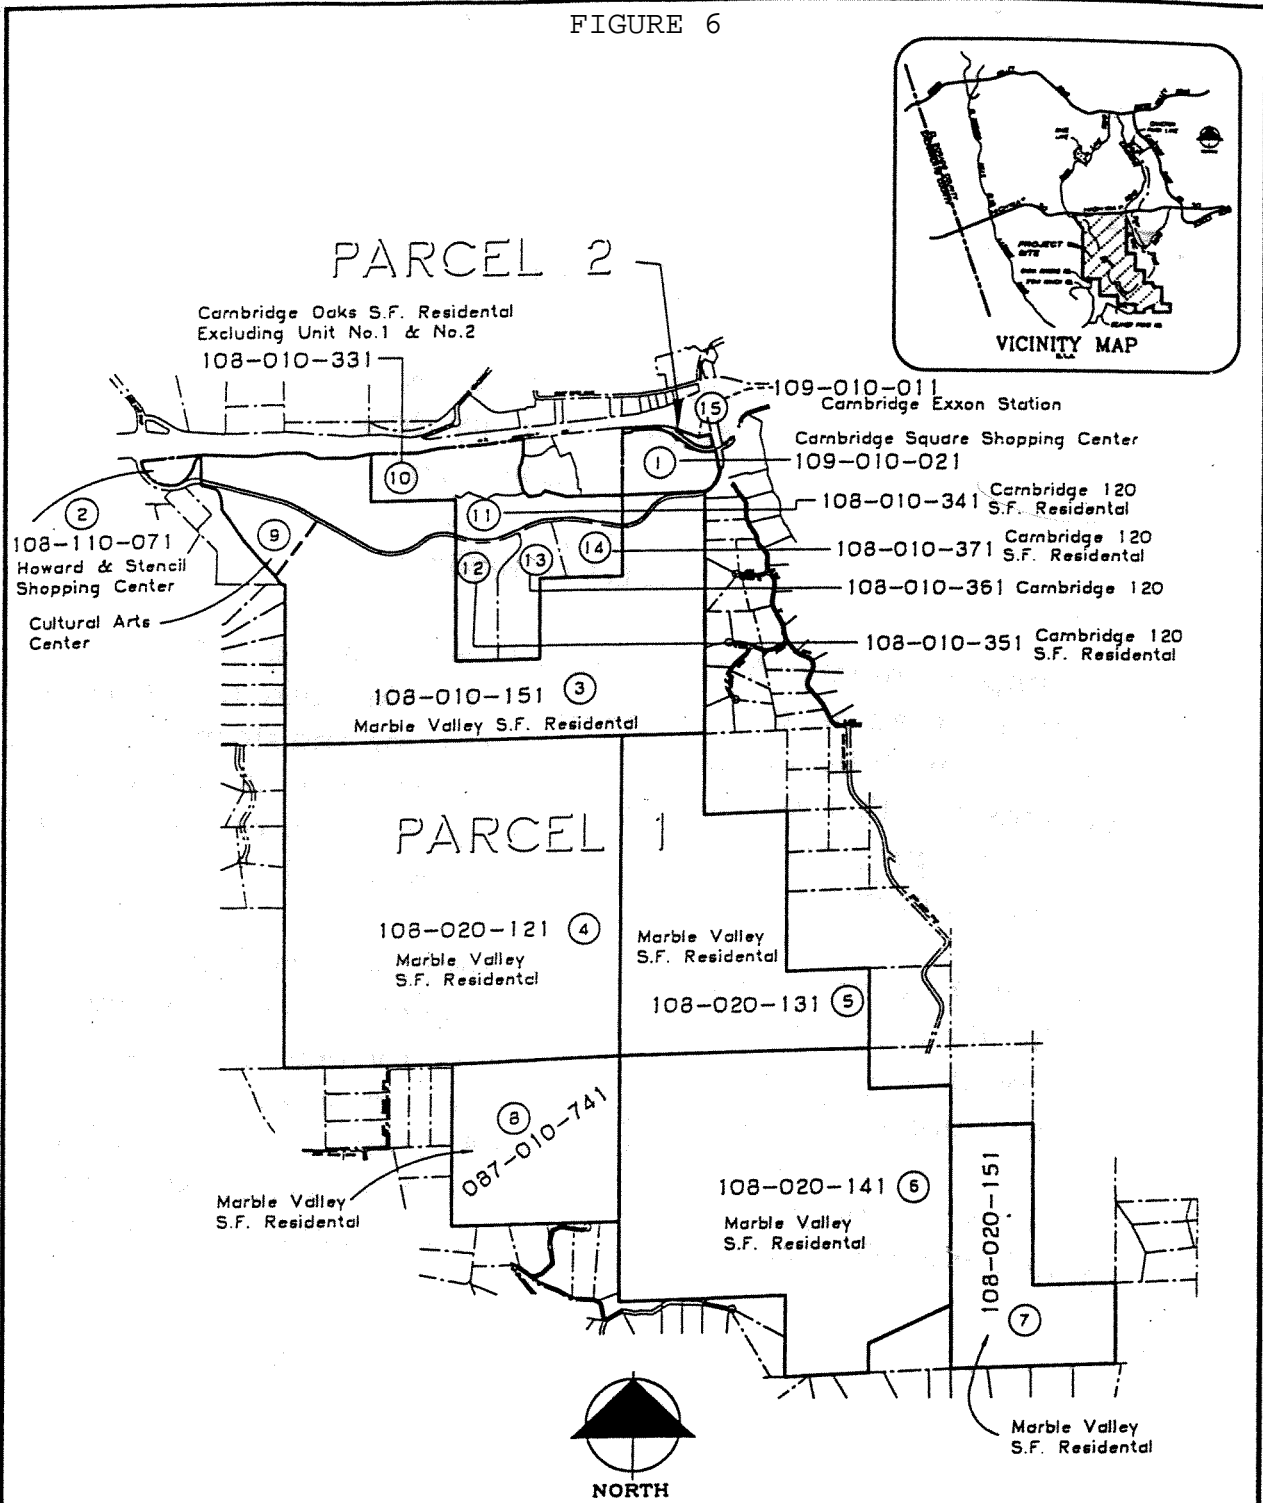 FIGURE 6
PROJECT
SITE
VICINITY MAP
PARCEL 2
Cambridge Oaks S.F. Residental
Excluding Unit No.1 & No.2
108-010-331
109-010-011
Cambridge Exxon Station
15
Cambridge Square Shopping Center
109-010-021
1
10
108-010-341
Cambridge 120
S.F. Residental
11
2
108-110-071
Howard & Stencil
Shopping Center
9
Cultural Arts
Center
108-010-371
Cambridge 120
S.F. Residental
14
13
12
108-010-361 Cambridge 120
108-010-351
Cambridge 120
S.F. Residental
108-010-151
3
Marble Valley S.F. Residental
PARCEL 1
108-020-121
4
Marble Valley
S.F. Residental
Marble Valley
S.F. Residental
108-020-131
5
8
087-010-741
Marble Valley
S.F. Residental
108-020-141
6
Marble Valley
S.F. Residental
108-020-151
7
Marble Valley
S.F. Residental
NORTH